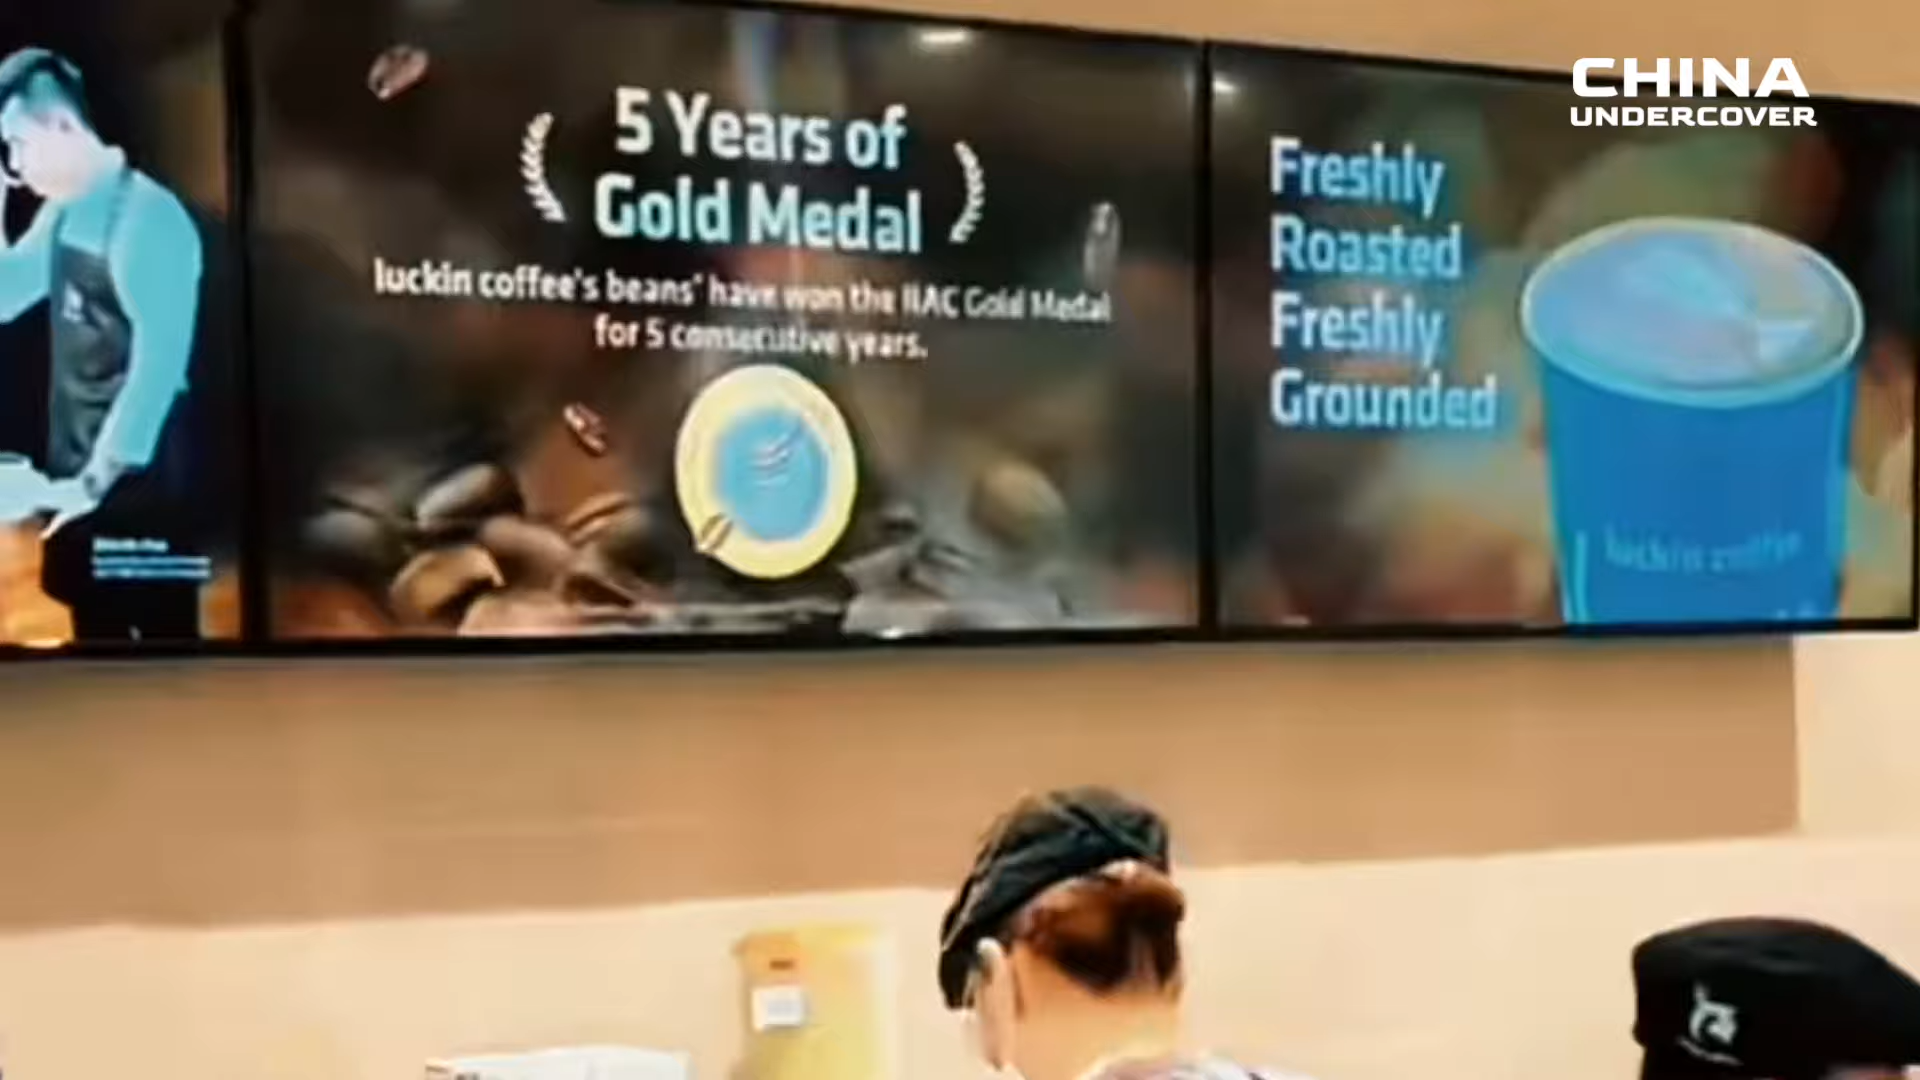 CHINA
UNDERCOVER
5 Years of
Gold Medal
luckin coffee's beans' have won the IIAC Gold Medal
for 5 consecutive years.
Freshly
Roasted
Freshly
Grounded
luckin coffee